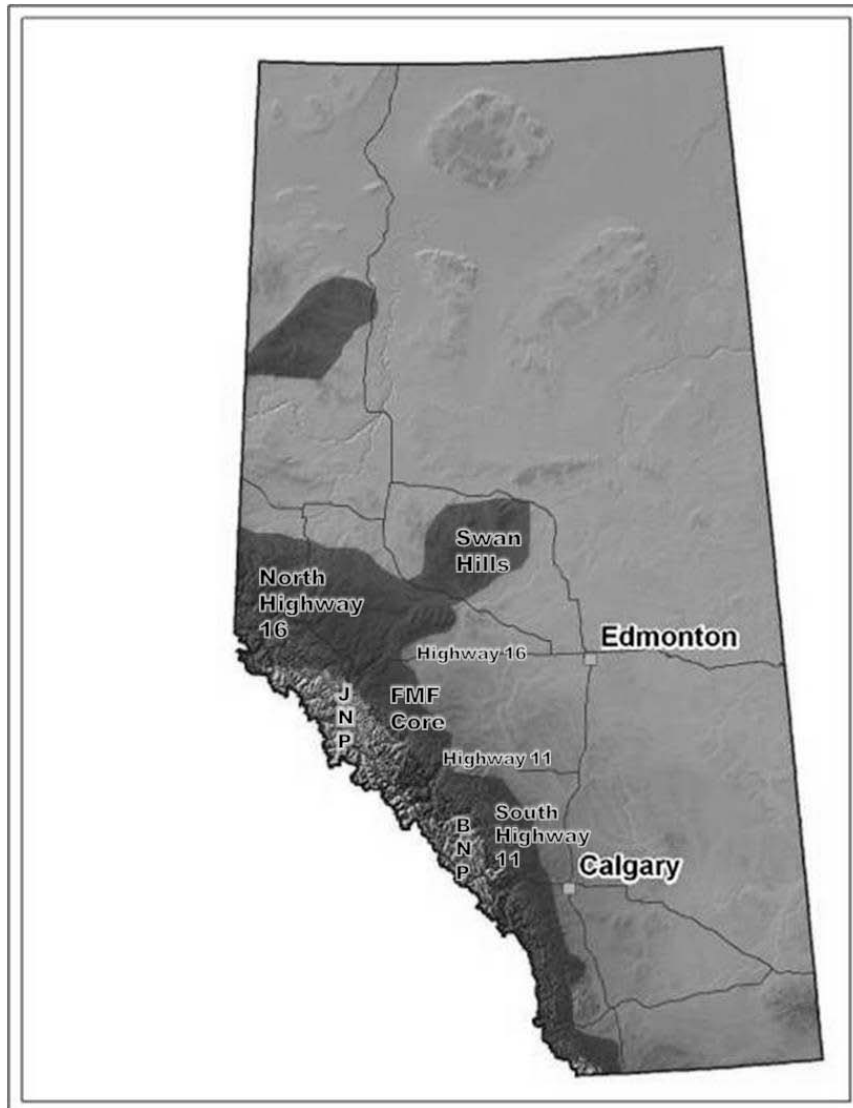 Swan
Hills
North
Highway
16
Edmonton
Highway 16
J
N
P
FMF
Core
Highway 11
South
Highway
11
B
N
P
Calgary